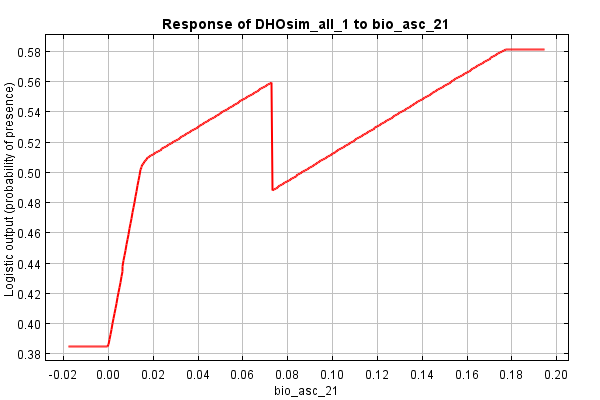 Response of DHOsim_all_1 to bio_asc_21
Logistic output (probability of presence)
0.58
0.56
0.54
0.52
0.50
0.48
0.46
0.44
0.42
0.40
0.38
-0.02 0.00 0.02 0.04 0.06 0.08 0.10 0.12 0.14 0.16 0.18 0.20
bio_asc_21